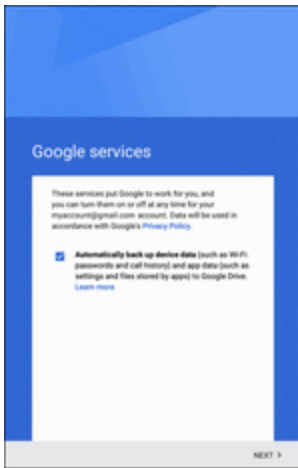 Google services
These services put Google to work for you, and
you can turn them on or off at any time for your
myaccount@gmail.com account. Data will be used in
accordance with Google's Privacy Policy.
Automatically back up device data (such as Wi-Fi
passwords and call history) and app data (such as
settings and files stored by apps) to Google Drive.
Learn more
NEXT >